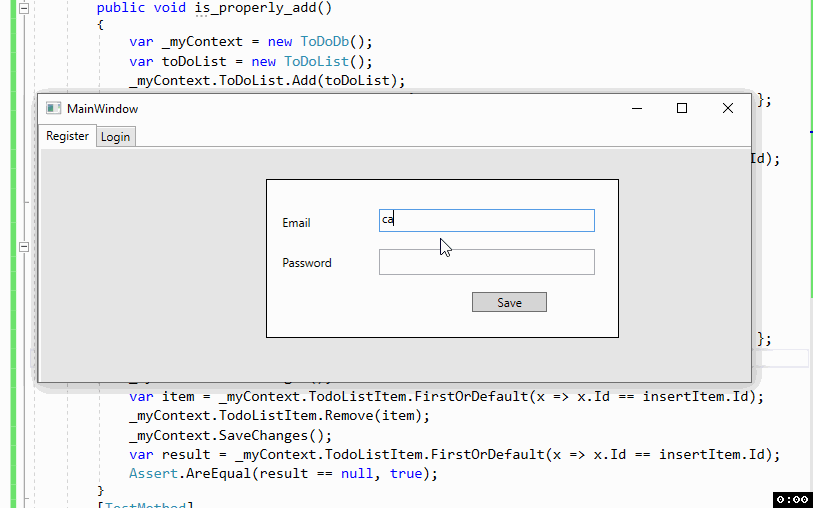 public void is_properly_add()
{
var _myContext = new ToDoDb();
var toDoList = new ToDoList();
_myContext.ToDoList.Add(toDoList);
};
MainWindow
Register Login
Id);
Email ca
Password
Save
};
var item = _myContext.TodoListItem.FirstOrDefault(x => x.Id == insertItem.Id);
_myContext.TodoListItem.Remove(item);
_myContext.SaveChanges();
var result = _myContext.TodoListItem.FirstOrDefault(x => x.Id == insertItem.Id);
Assert.AreEqual(result == null, true);
}
[TestMethod]
0:00